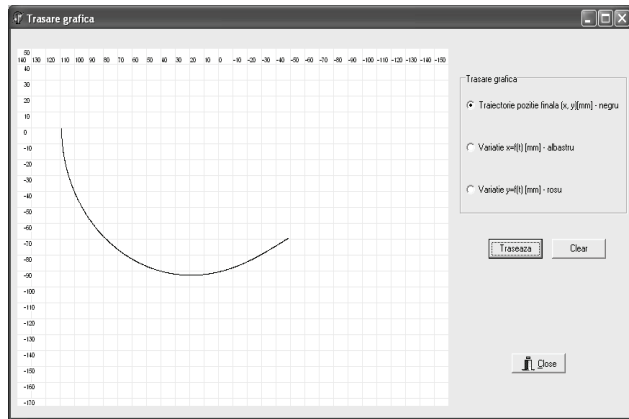 Trasare grafica
50
140 130 120 110 100 90 80 70 60 50 40 30 20 10 0 -10 -20 -30 -40 -50 -60 -70 -80 -90 -100 -110 -120 -130 -140 -150
40
30
20
10
0
-10
-20
-30
-40
-50
-60
-70
-80
-90
-100
-110
-120
-130
-140
-150
-160
-170
Trasare grafica
Traiectorie pozitie finala (x, y)[mm] - negru
Variatie x=f(t) [mm] - albastru
Variatie y=f(t) [mm] - rosu
Traseaza
Clear
Close